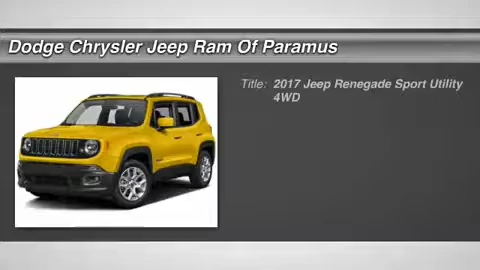 Dodge Chrysler Jeep Ram Of Paramus
Title: 2017 Jeep Renegade Sport Utility
4WD